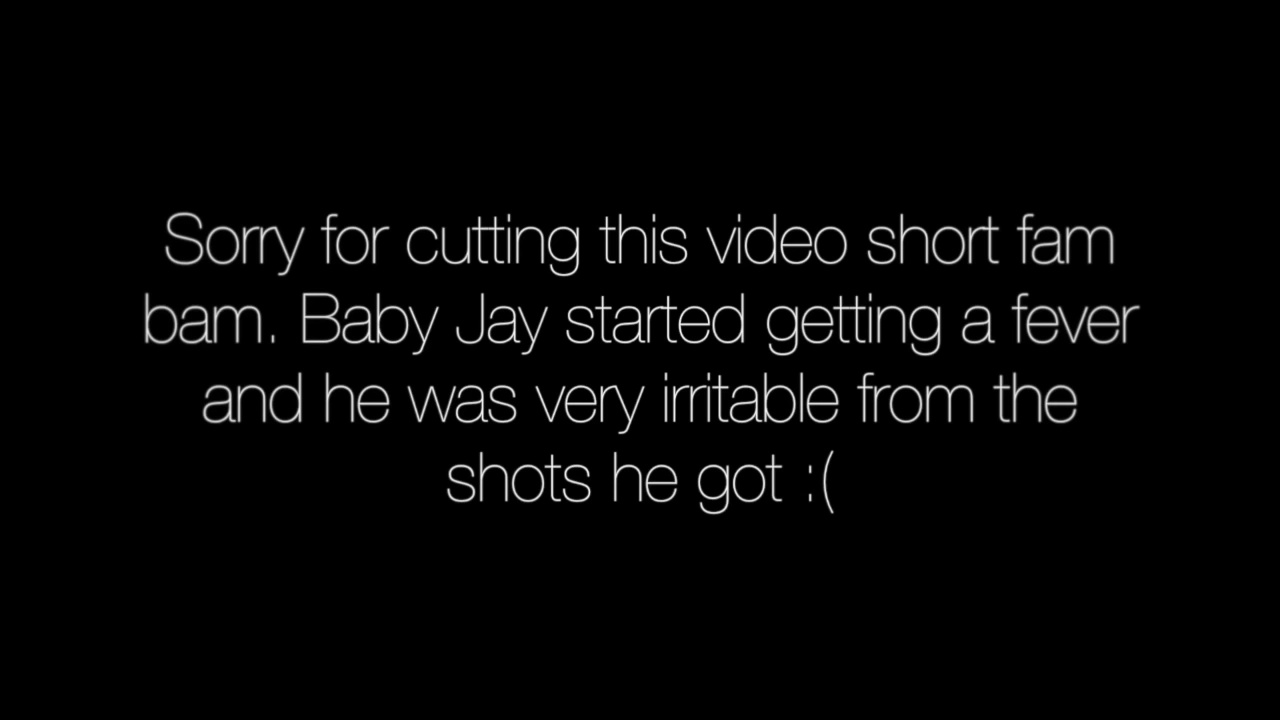 Sorry for cutting this video short fam
bam. Baby Jay started getting a fever
and he was very irritable from the
shots he got :(